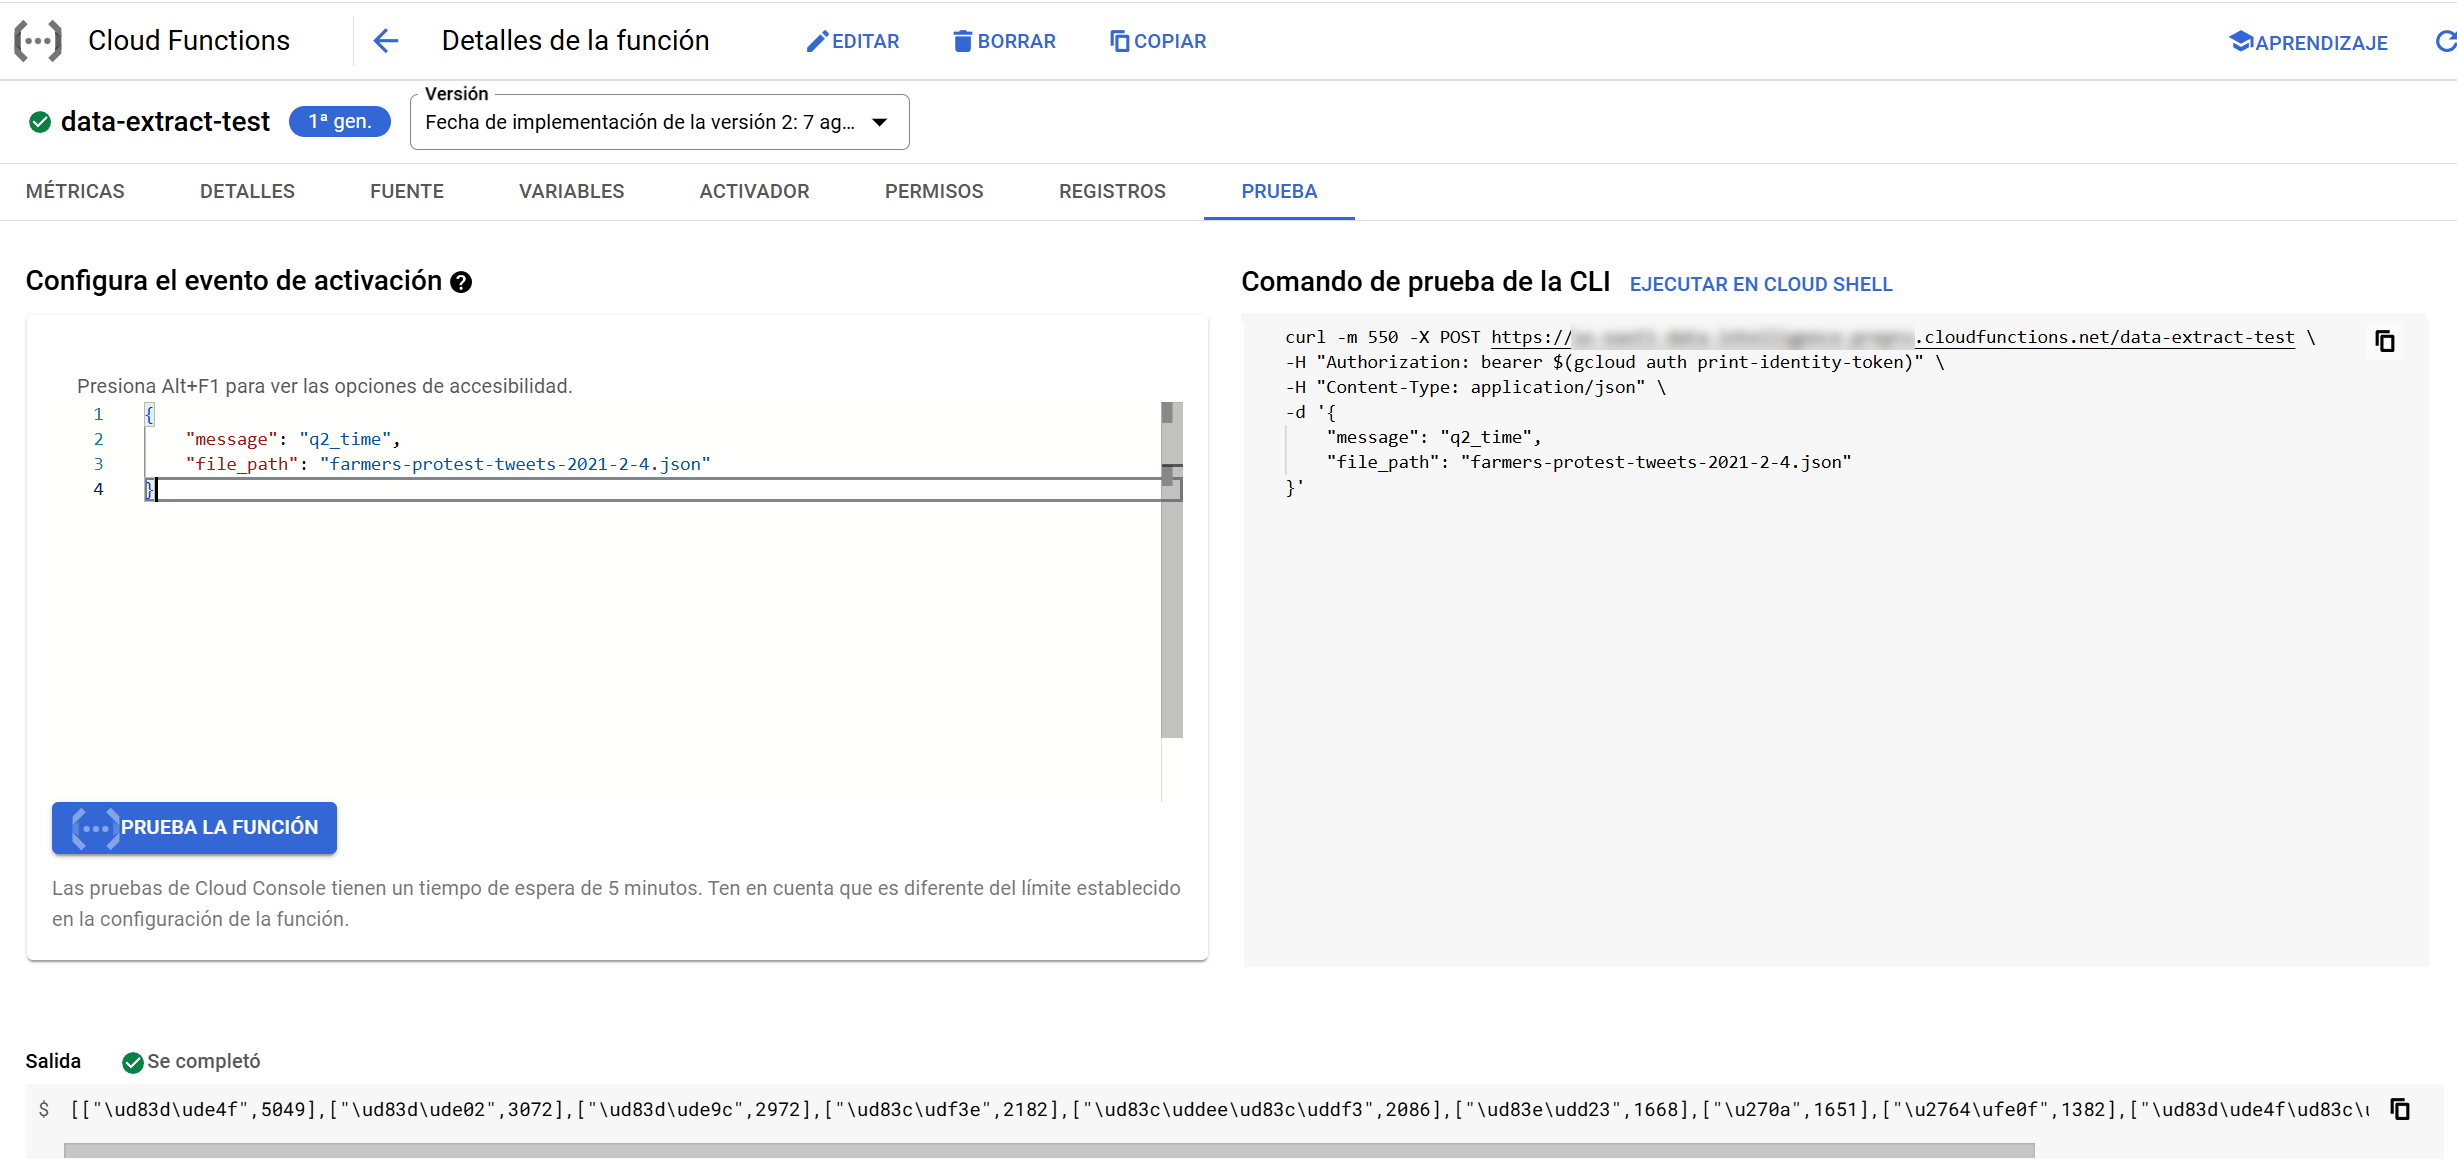 Cloud Functions
Detalles de la función
EDITAR
BORRAR
COPIAR
APRENDIZAJE
data-extract-test
1ª gen.
Versión
Fecha de implementación de la versión 2: 7 ag...
MÉTRICAS
DETALLES
FUENTE
VARIABLES
ACTIVADOR
PERMISOS
REGISTROS
PRUEBA
Configura el evento de activación
Presiona Alt+F1 para ver las opciones de accesibilidad.
1 {
2 "message": "q2_time",
3 "file_path": "farmers-protest-tweets-2021-2-4.json"
4 }
PRUEBA LA FUNCIÓN
Las pruebas de Cloud Console tienen un tiempo de espera de 5 minutos. Ten en cuenta que es diferente del límite establecido
en la configuración de la función.
Comando de prueba de la CLI
EJECUTAR EN CLOUD SHELL
curl -m 550 -X POST https:// .cloudfunctions.net/data-extract-test \
-H "Authorization: bearer $(gcloud auth print-identity-token)" \
-H "Content-Type: application/json" \
-d '{
"message": "q2_time",
"file_path": "farmers-protest-tweets-2021-2-4.json"
}'
Salida
Se completó
$ [["\ud83d\ude4f",5049],["\ud83d\ude02",3072],["\ud83d\ude9c",2972],["\ud83c\udf3e",2182],["\ud83c\uddee\ud83c\uddf3",2086],["\ud83e\udd23",1668],["\u270a",1651],["\u2764\ufe0f",1382],["\ud83d\ude4f\ud83c\